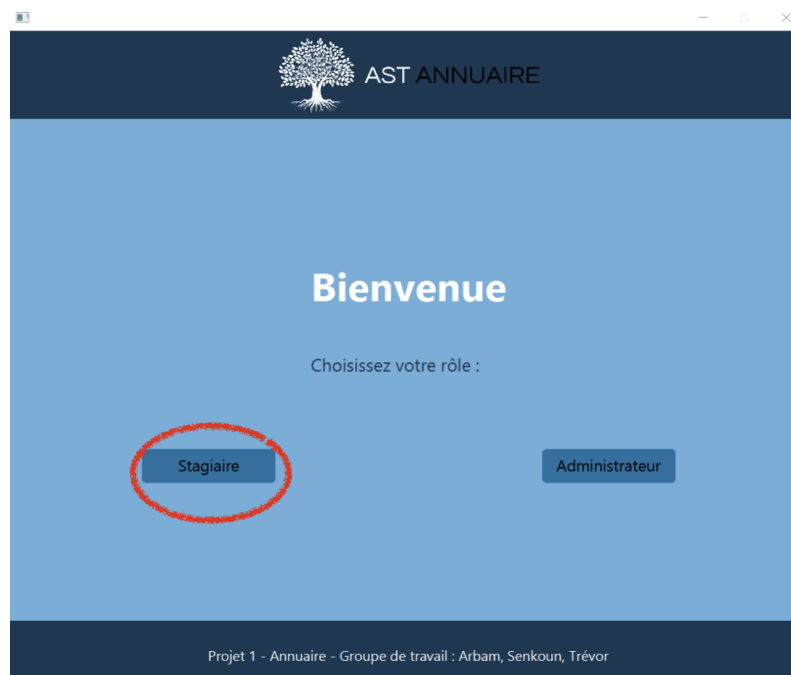 AST ANNUAIRE
Bienvenue
Choisissez votre rôle :
Stagiaire
Administrateur
Projet 1 - Annuaire - Groupe de travail : Arbam, Senkoun, Trévor